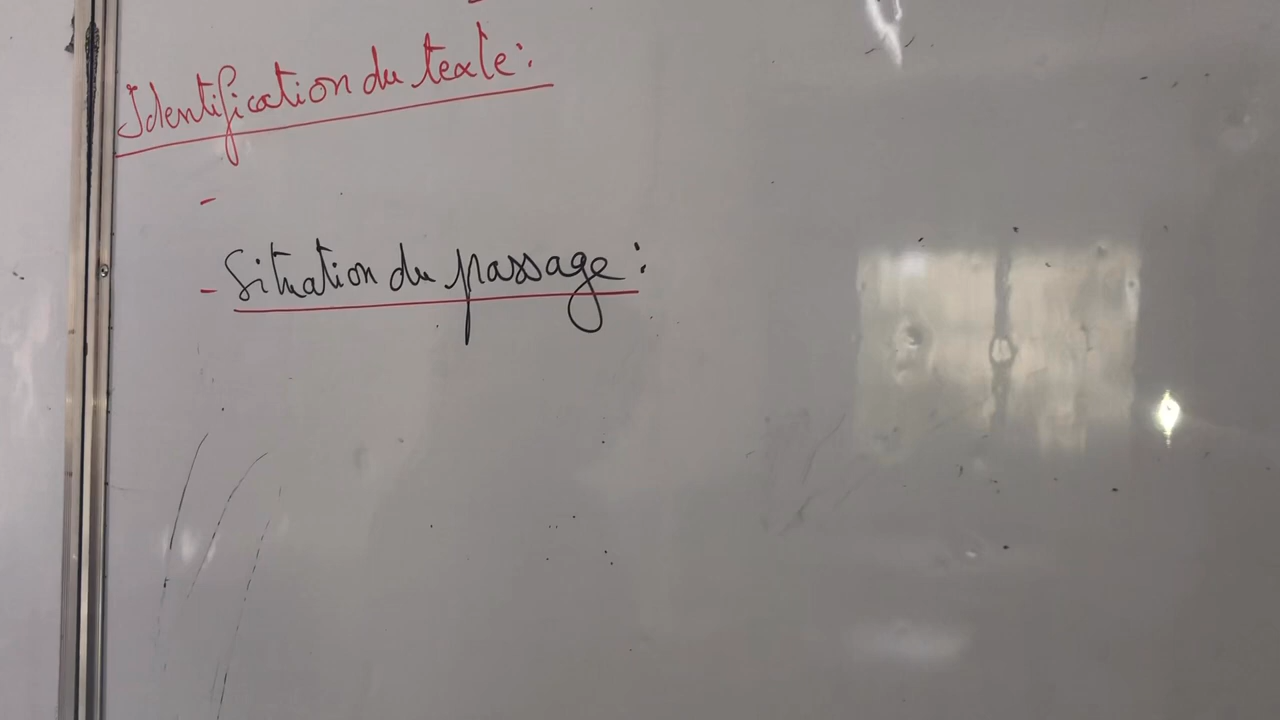 Identification du texte :
-
- Situation du passage :